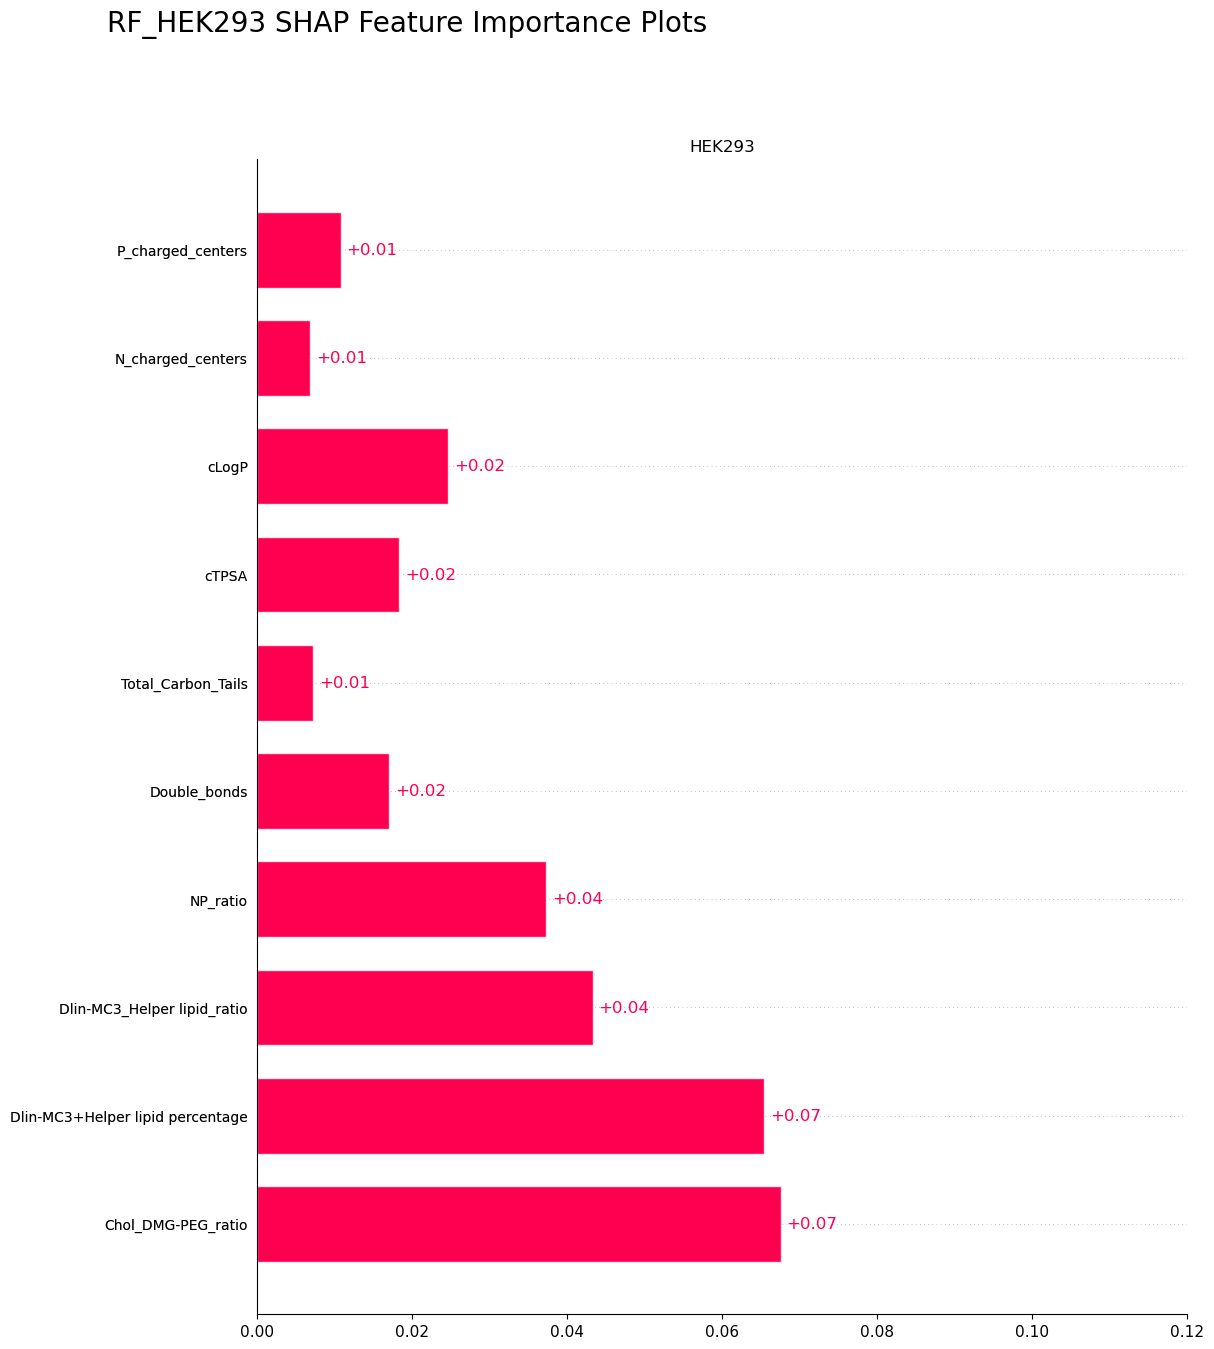 RF_HEK293 SHAP Feature Importance Plots
HEK293
P_charged_centers +0.01
N_charged_centers +0.01
cLogP +0.02
cTPSA +0.02
Total_Carbon_Tails +0.01
Double_bonds +0.02
NP_ratio +0.04
Dlin-MC3_Helper lipid_ratio +0.04
Dlin-MC3+Helper lipid percentage +0.07
Chol_DMG-PEG_ratio +0.07
0.00 0.02 0.04 0.06 0.08 0.10 0.12